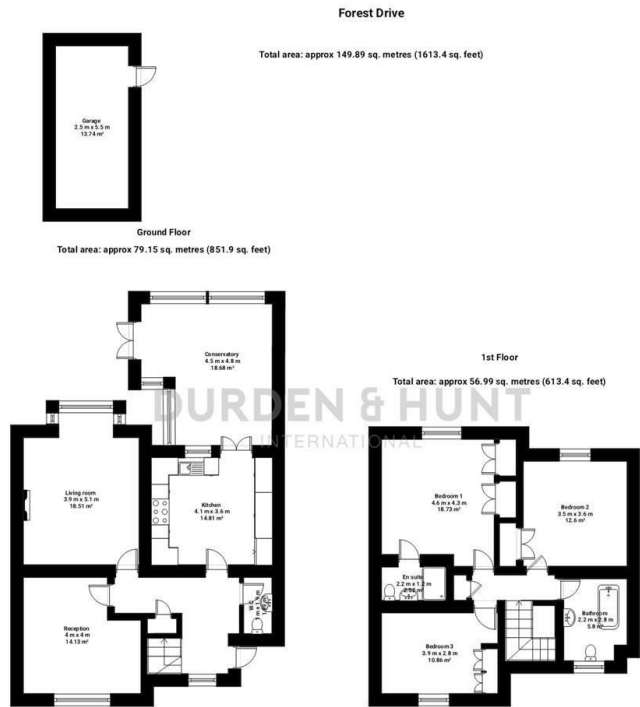 Forest Drive
Total area: approx 149.89 sq. metres (1613.4 sq. feet)
Garage
2.5 m x 5.5 m
13.74 m²
Ground Floor
Total area: approx 79.15 sq. metres (851.9 sq. feet)
Conservatory
4.5 m x 4.8 m
18.68 m²
1st Floor
Total area: approx 56.99 sq. metres (613.4 sq. feet)
DURDEN & HUNT
INTERNATIONAL
Living room
3.9 m x 5.1 m
18.51 m²
Kitchen
4.1 m x 3.6 m
14.81 m²
Bedroom 1
4.6 m x 4.3 m
18.73 m²
Bedroom 2
3.5 m x 3.6 m
12.6 m²
En suite
2.2 m x 1.2 m
2.52 m²
W.C
Reception
4 m x 4 m
14.13 m²
Bathroom
2.2 m x 2.8 m
5.8 m²
Bedroom 3
3.9 m x 2.8 m
10.86 m²